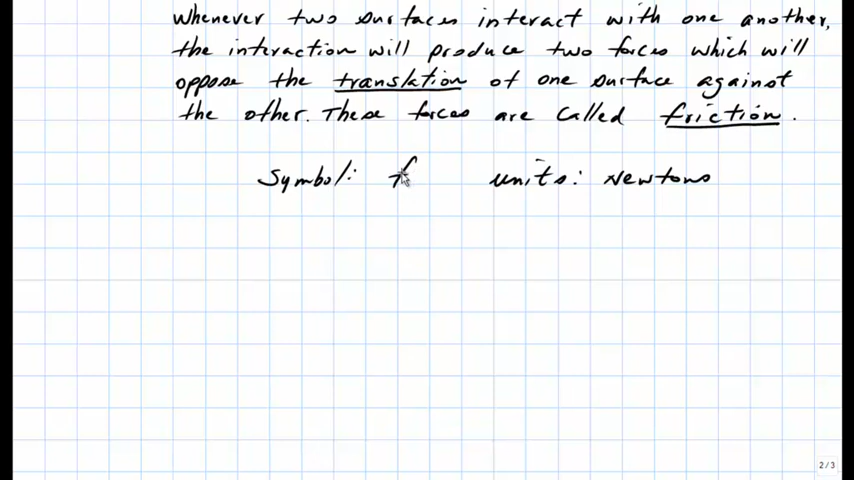 Whenever two surfaces interact with one another,
the interaction will produce two forces which will
oppose the translation of one surface against
the other. These forces are called friction.
Symbol: f units: Newtons
2/3